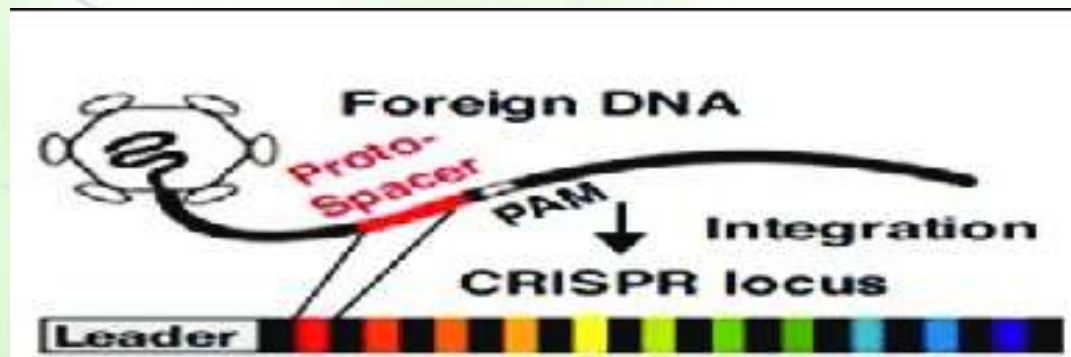 Foreign DNA
Proto-
Spacer
PAM
Integration
CRISPR locus
Leader